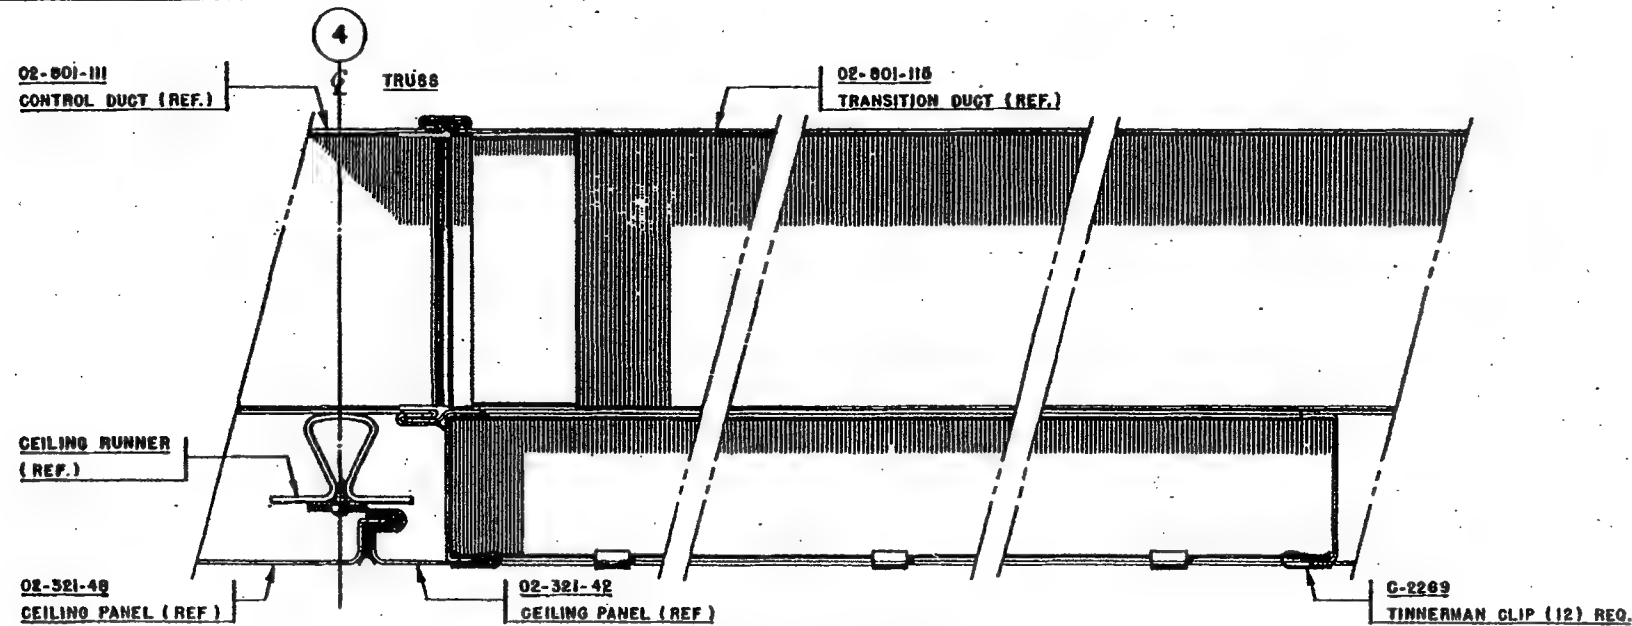 4
℄ TRUSS
02-801-111
CONTROL DUCT (REF.)
02-801-115
TRANSITION DUCT (REF.)
CEILING RUNNER
(REF.)
02-321-48
CEILING PANEL (REF)
02-321-42
CEILING PANEL (REF)
C-2269
TINNERMAN CLIP (12) REQ.